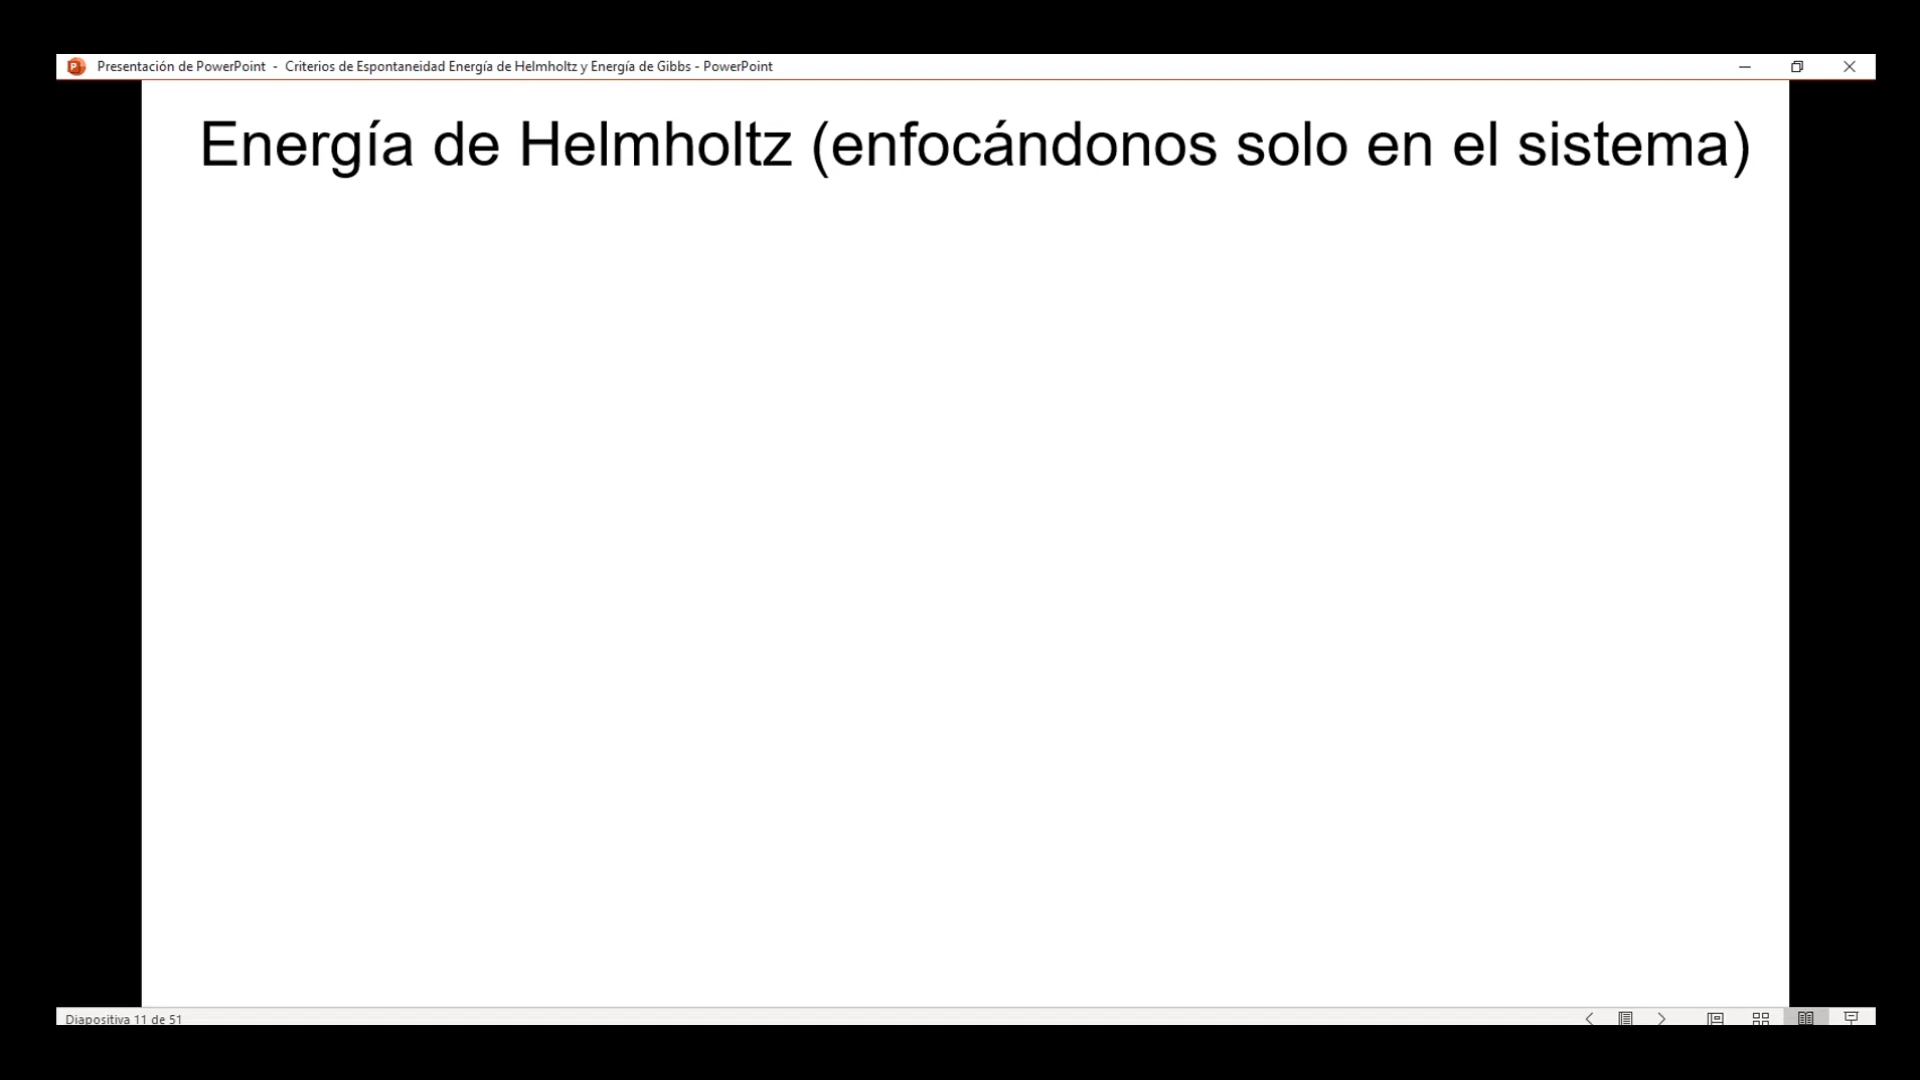 Presentación de PowerPoint - Criterios de Espontaneidad Energía de Helmholtz y Energía de Gibbs - PowerPoint
Energía de Helmholtz (enfocándonos solo en el sistema)
Diapositiva 11 de 51